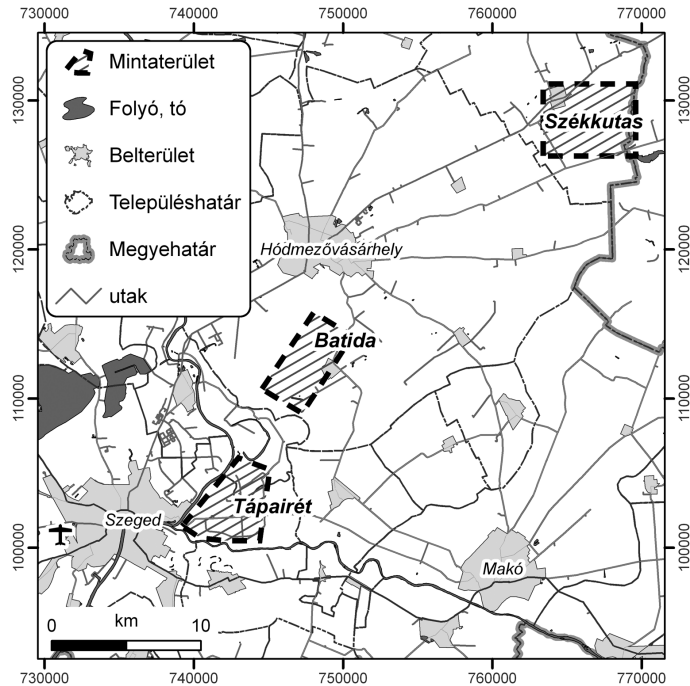 730000 740000 750000 760000 770000
Mintaterület
Folyó, tó
Belterület
Településhatár
Megyehatár
utak
Székkutas
Hódmezővásárhely
Batida
Tápairét
Szeged
Makó
km
0 10
130000
120000
110000
100000
130000
120000
110000
100000
730000 740000 750000 760000 770000